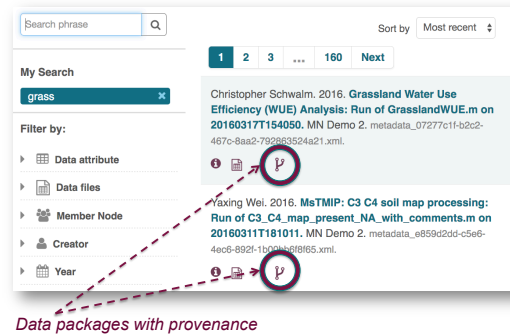 Search phrase
Sort by Most recent
1 2 3 ... 160 Next
My Search
grass
Filter by:
Data attribute
Data files
Member Node
Creator
Year
Christopher Schwalm. 2016. Grassland Water Use
Efficiency (WUE) Analysis: Run of GrasslandWUE.m on
20160317T154050. MN Demo 2. metadata_07277c1f-b2c2-
467c-8aa2-792863524a21.xml.
Yaxing Wei. 2016. MsTMIP: C3 C4 soil map processing:
Run of C3_C4_map_present_NA_with_comments.m on
20160311T181011. MN Demo 2. metadata_e859d2dd-c5e6-
4ec6-892f-1b00bb6f8f65.xml.
Data packages with provenance